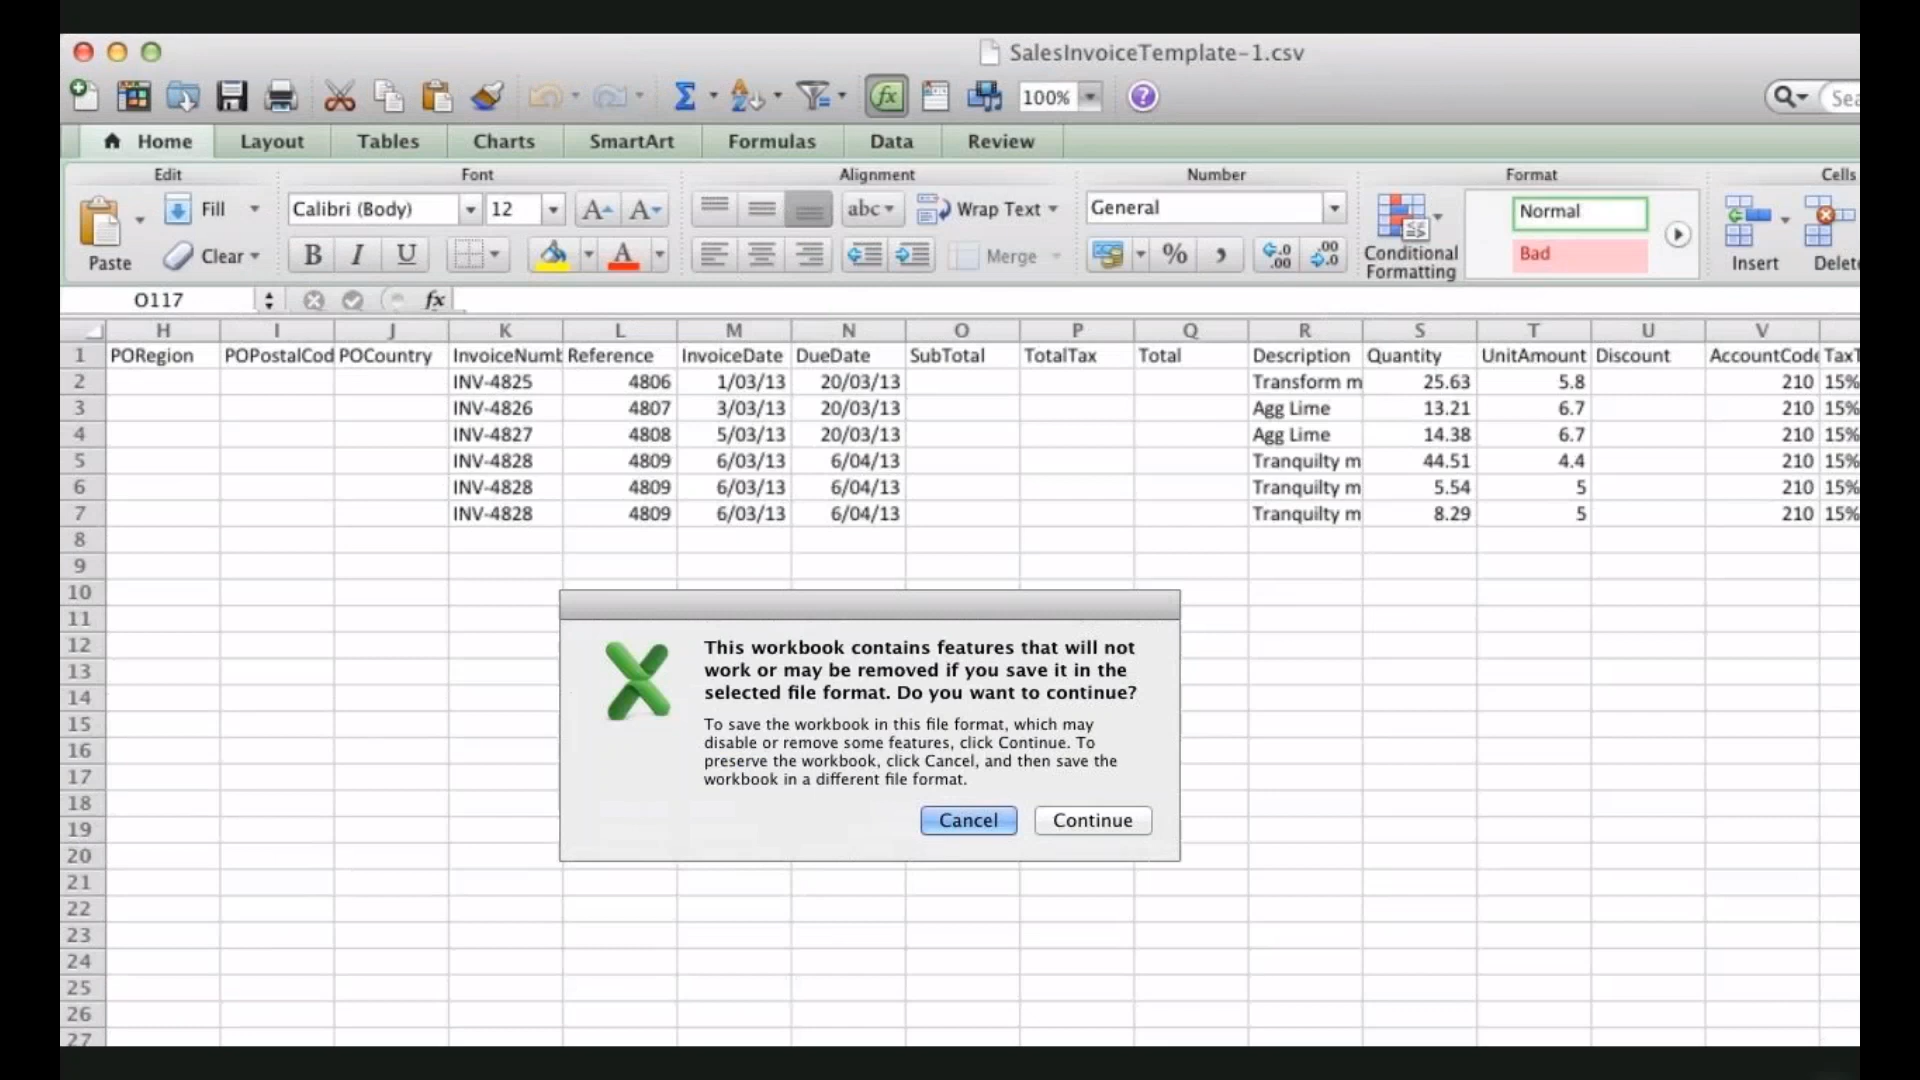 SalesInvoiceTemplate-1.csv
100%
Home Layout Tables Charts SmartArt Formulas Data Review
Edit Font Alignment Number Format Cells
Fill Calibri (Body) 12 abc Wrap Text General Normal
Paste Clear B I U A Merge % , .0 .00 .00 .0 Conditional Formatting Bad Insert
O117 fx
H I J K L M N O P Q R S T U V
1 PORegion POPostalCod POCountry InvoiceNumb Reference InvoiceDate DueDate SubTotal TotalTax Total Description Quantity UnitAmount Discount AccountCode
2 INV-4825 4806 1/03/13 20/03/13 Transform m 25.63 5.8 210 15%
3 INV-4826 4807 3/03/13 20/03/13 Agg Lime 13.21 6.7 210 15%
4 INV-4827 4808 5/03/13 20/03/13 Agg Lime 14.38 6.7 210 15%
5 INV-4828 4809 6/03/13 6/04/13 Tranquilty m 44.51 4.4 210 15%
6 INV-4828 4809 6/03/13 6/04/13 Tranquilty m 5.54 5 210 15%
7 INV-4828 4809 6/03/13 6/04/13 Tranquilty m 8.29 5 210 15%
8
9
10
11
12
13
14
15
16
17
18
19
20
21
22
23
24
25
26
27
This workbook contains features that will not
work or may be removed if you save it in the
selected file format. Do you want to continue?
To save the workbook in this file format, which may
disable or remove some features, click Continue. To
preserve the workbook, click Cancel, and then save the
workbook in a different file format.
Cancel Continue